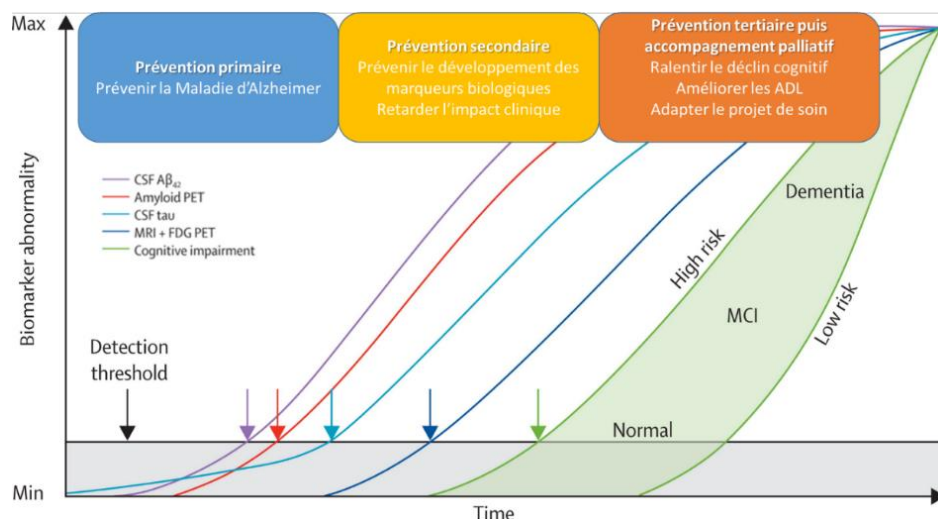 Max
Prévention primaire
Prévenir la Maladie d'Alzheimer
Prévention secondaire
Prévenir le développement des
marqueurs biologiques
Retarder l'impact clinique
Prévention tertiaire puis
accompagnement palliatif
Ralentir le déclin cognitif
Améliorer les ADL
Adapter le projet de soin
CSF Aβ42
Amyloid PET
CSF tau
MRI + FDG PET
Cognitive impairment
Biomarker abnormality
Detection
threshold
High risk
Dementia
MCI
Low risk
Normal
Min
Time